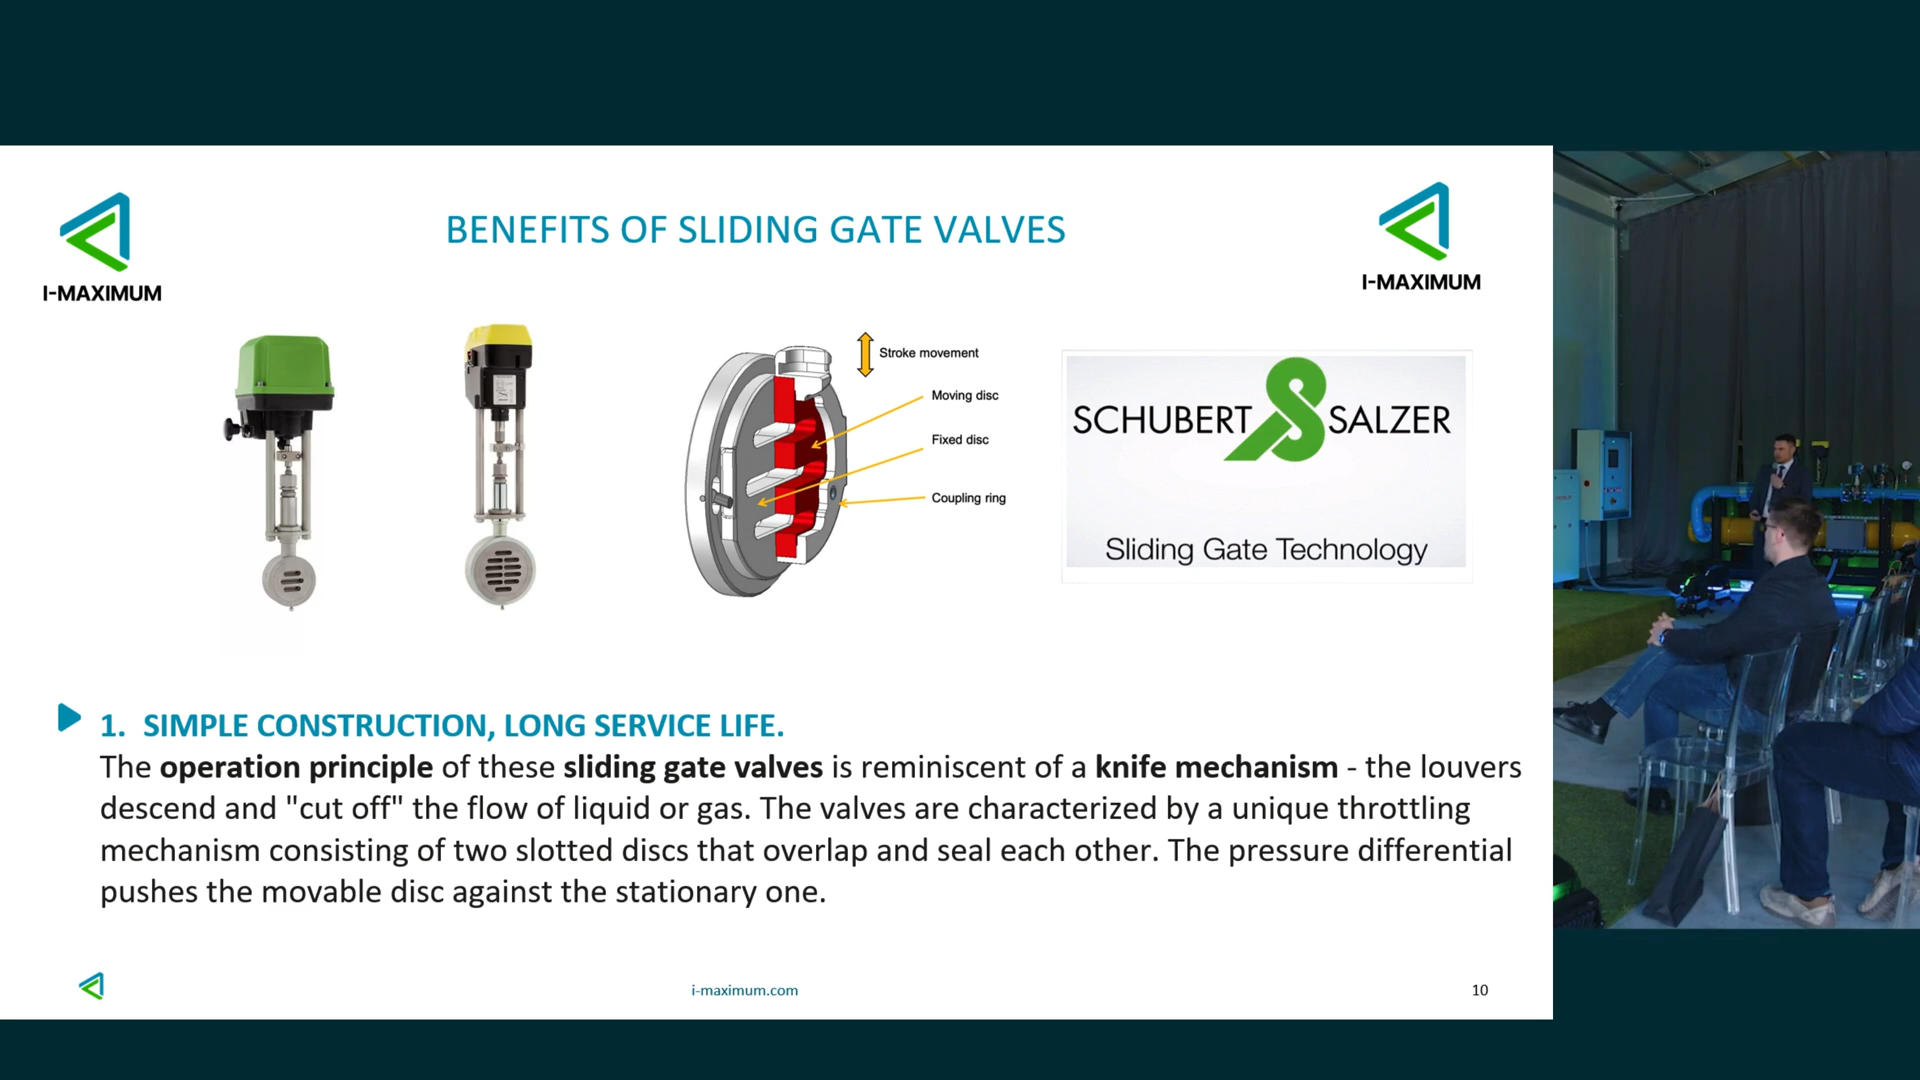 I-MAXIMUM
BENEFITS OF SLIDING GATE VALVES
I-MAXIMUM
Stroke movement
Moving disc
Fixed disc
Coupling ring
SCHUBERT SALZER
Sliding Gate Technology
1. SIMPLE CONSTRUCTION, LONG SERVICE LIFE.
The operation principle of these sliding gate valves is reminiscent of a knife mechanism - the louvers
descend and "cut off" the flow of liquid or gas. The valves are characterized by a unique throttling
mechanism consisting of two slotted discs that overlap and seal each other. The pressure differential
pushes the movable disc against the stationary one.
i-maximum.com
10